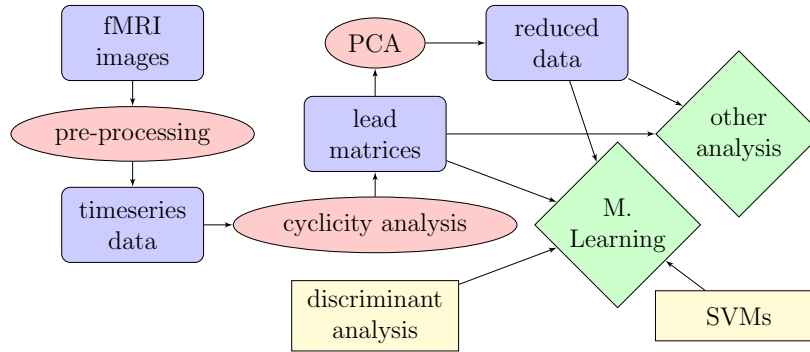 fMRI
images
pre-processing
timeseries
data
cyclicity analysis
lead
matrices
PCA
reduced
data
other
analysis
M.
Learning
discriminant
analysis
SVMs